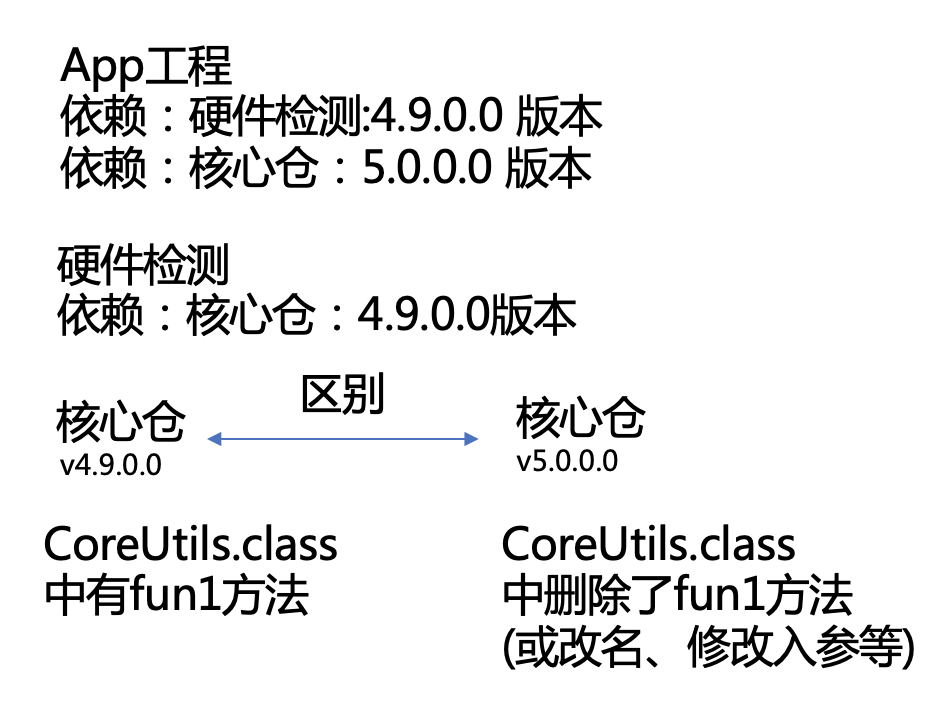 App工程
依赖：硬件检测:4.9.0.0 版本
依赖：核心仓：5.0.0.0 版本
硬件检测
依赖：核心仓：4.9.0.0版本
区别
核心仓
v4.9.0.0
核心仓
v5.0.0.0
CoreUtils.class
中有fun1方法
CoreUtils.class
中删除了fun1方法
(或改名、修改入参等)